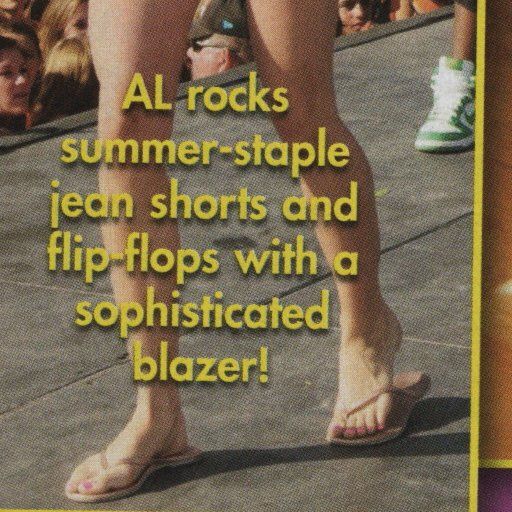 AL rocks
summer-staple
jean shorts and
flip-flops with a
sophisticated
blazer!